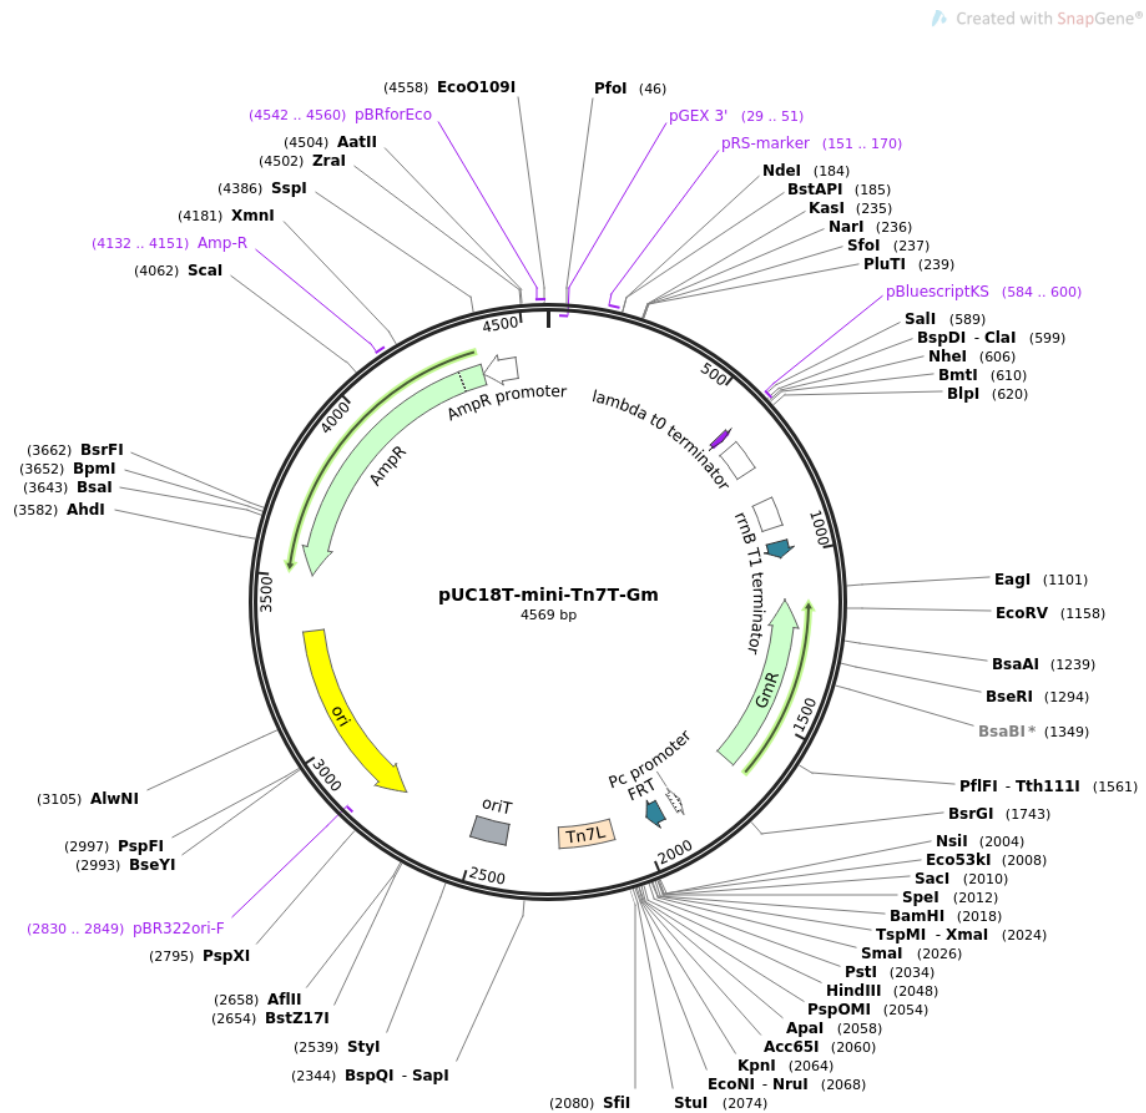 Created with SnapGene®
(4558) EcoO109I
PfoI (46)
(4542 .. 4560) pBRforEco
pGEX 3' (29 .. 51)
(4504) AatII
pRS-marker (151 .. 170)
(4502) ZraI
NdeI (184)
(4386) SspI
BstAPI (185)
(4181) XmnI
KasI (235)
NarI (236)
(4132 .. 4151) Amp-R
SfoI (237)
(4062) ScaI
PluTI (239)
pBluescriptKS (584 .. 600)
SalI (589)
BspDI - ClaI (599)
NheI (606)
BmtI (610)
BlpI (620)
4500
500
4000
1000
3500
1500
3000
2000
2500
AmpR promoter
lambda t0 terminator
AmpR
rrnB T1 terminator
(3662) BsrFI
(3652) BpmI
(3643) BsaI
(3582) AhdI
pUC18T-mini-Tn7T-Gm
4569 bp
EagI (1101)
EcoRV (1158)
BsaAI (1239)
BseRI (1294)
BsaBI* (1349)
GmR
ori
Pc promoter
FRT
oriT
Tn7L
PflFI - Tth111I (1561)
BsrGI (1743)
(3105) AlwNI
(2997) PspFI
(2993) BseYI
(2830 .. 2849) pBR322ori-F
(2795) PspXI
(2658) AflII
(2654) BstZ17I
(2539) StyI
(2344) BspQI - SapI
NsiI (2004)
Eco53kI (2008)
SacI (2010)
SpeI (2012)
BamHI (2018)
TspMI - XmaI (2024)
SmaI (2026)
PstI (2034)
HindIII (2048)
PspOMI (2054)
ApaI (2058)
Acc65I (2060)
KpnI (2064)
EcoNI - NruI (2068)
(2080) SfiI
StuI (2074)